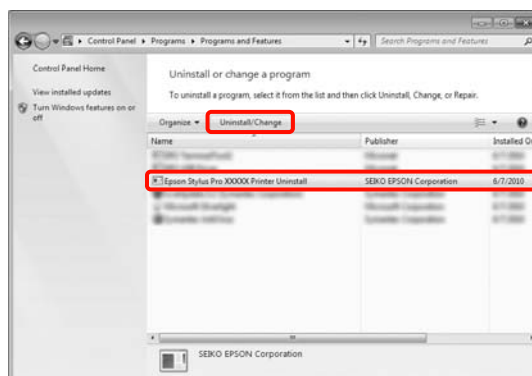 Control Panel ▸ Programs ▸ Programs and Features
Search Programs and Features
Control Panel Home
View installed updates
Turn Windows features on or off
Uninstall or change a program
To uninstall a program, select it from the list and then click Uninstall, Change, or Repair.
Organize
Uninstall/Change
Name
Publisher
Installed O
Epson Stylus Pro XXXXX Printer Uninstall
SEIKO EPSON Corporation
6/7/2010
SEIKO EPSON Corporation